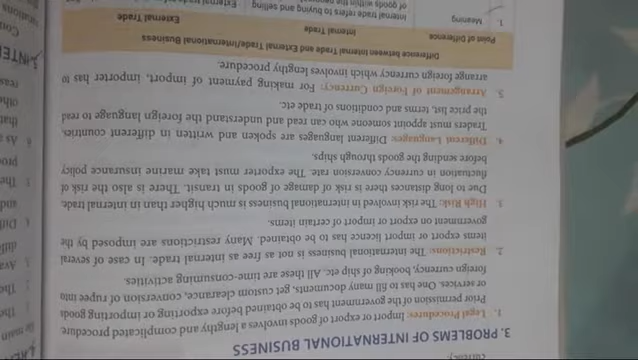 currency.
3. PROBLEMS OF INTERNATIONAL BUSINESS
1. Legal Procedures: Import or export of goods involves a lengthy and complicated procedure.
Prior permission of the government has to be obtained before exporting or importing goods
or services. One has to fill many documents, get custom clearance, conversion of rupee into
foreign currency, booking of ship etc. All these are time-consuming activities.
2. Restrictions: The international business is not as free as internal trade. In case of several
items export or import licence has to be obtained. Many restrictions are imposed by the
government on export or import of certain items.
3. High Risk: The risk involved in international business is much higher than in internal trade.
Due to long distances there is risk of damage of goods in transit. There is also the risk of
fluctuation in currency conversion rate. The exporter must take marine insurance policy
before sending the goods through ships.
4. Different Languages: Different languages are spoken and written in different countries.
Traders must appoint someone who can read and understand the foreign language to read
the price list, terms and conditions of trade etc.
5. Arrangement of Foreign Currency: For making payment of import, importer has to
arrange foreign currency which involves lengthy procedure.
Difference between Internal Trade and External Trade/International Business
Point of Difference Internal Trade External Trade
1. Meaning Internal trade refers to buying and selling External
of goods within the